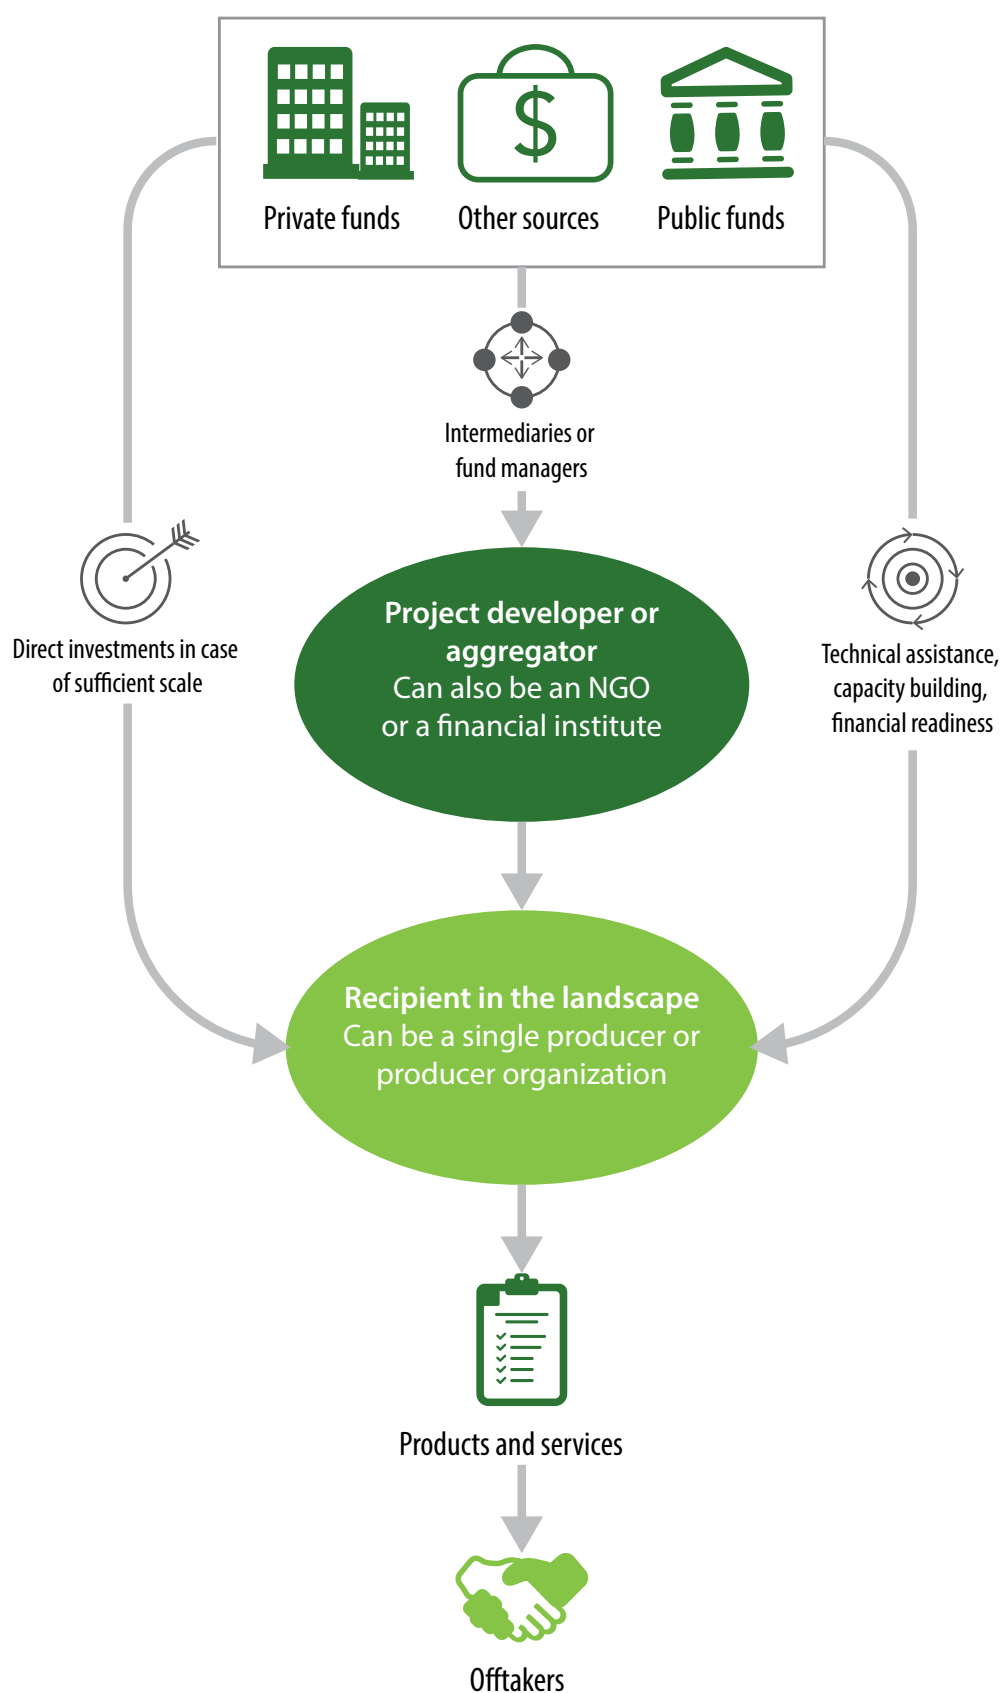 Private funds
Other sources
Public funds
Intermediaries or
fund managers
Direct investments in case
of sufficient scale
Technical assistance,
capacity building,
financial readiness
Project developer or
aggregator
Can also be an NGO
or a financial institute
Recipient in the landscape
Can be a single producer or
producer organization
Products and services
Offtakers